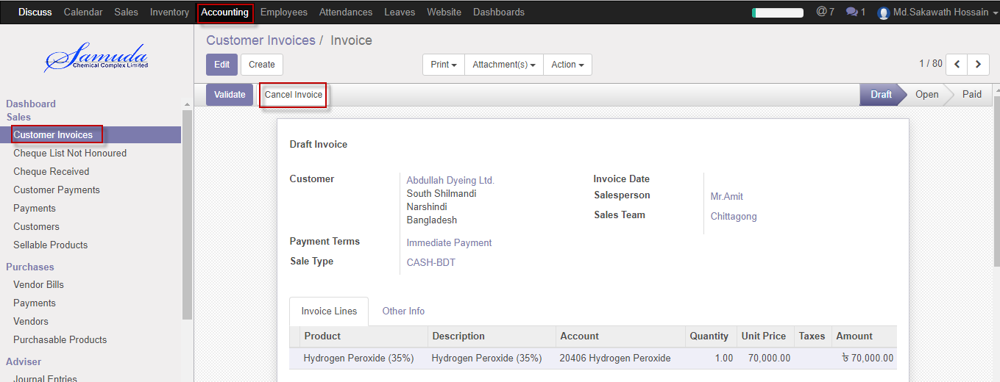 Discuss Calendar Sales Inventory Accounting Employees Attendances Leaves Website Dashboards @ 7 1 Md.Sakawath Hossain
Samuda
Chemical Complex Limited
Dashboard
Sales
Customer Invoices
Cheque List Not Honoured
Cheque Received
Customer Payments
Payments
Customers
Sellable Products
Purchases
Vendor Bills
Payments
Vendors
Purchasable Products
Adviser
Journal Entries
Customer Invoices / Invoice
Edit Create Print Attachment(s) Action 1 / 80
Validate Cancel Invoice Draft Open Paid
Draft Invoice
Customer Abdullah Dyeing Ltd.
South Shilmandi
Narshindi
Bangladesh
Payment Terms Immediate Payment
Sale Type CASH-BDT
Invoice Date
Salesperson Mr.Amit
Sales Team Chittagong
Invoice Lines Other Info
Product Description Account Quantity Unit Price Taxes Amount
Hydrogen Peroxide (35%) Hydrogen Peroxide (35%) 20406 Hydrogen Peroxide 1.00 70,000.00 ৳ 70,000.00